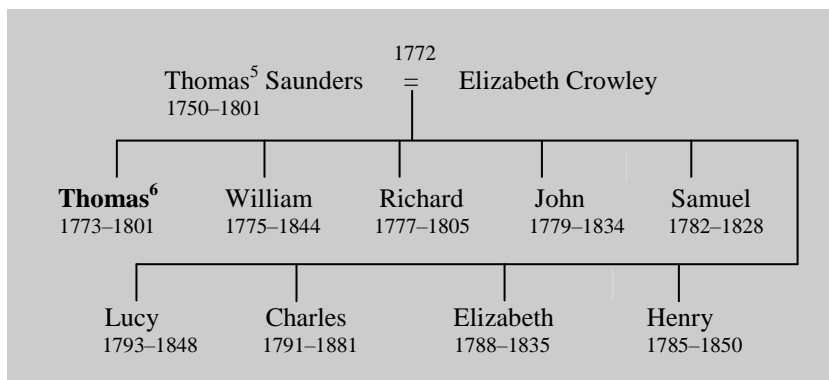 1772
Thomas⁵ Saunders = Elizabeth Crowley
1750–1801
Thomas⁶ William Richard John Samuel
1773–1801 1775–1844 1777–1805 1779–1834 1782–1828
Lucy Charles Elizabeth Henry
1793–1848 1791–1881 1788–1835 1785–1850